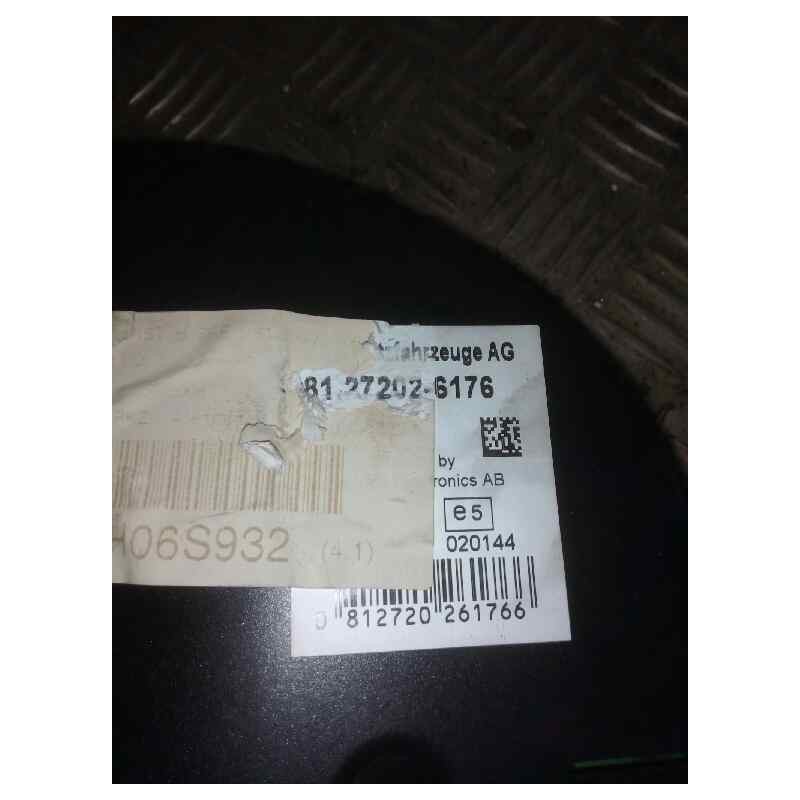 fahrzeuge AG
81.27202-6176
by
ronics AB
e5
020144
H06S932 (4.1)
0 812720 261766